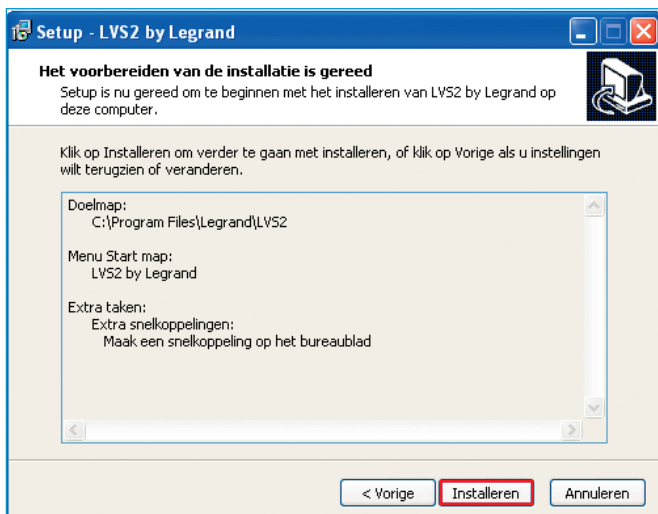 Setup - LVS2 by Legrand
Het voorbereiden van de installatie is gereed
Setup is nu gereed om te beginnen met het installeren van LVS2 by Legrand op
deze computer.
Klik op Installeren om verder te gaan met installeren, of klik op Vorige als u instellingen
wilt terugzien of veranderen.
Doelmap:
C:\Program Files\Legrand\LVS2
Menu Start map:
LVS2 by Legrand
Extra taken:
Extra snelkoppelingen:
Maak een snelkoppeling op het bureaublad
< Vorige
Installeren
Annuleren